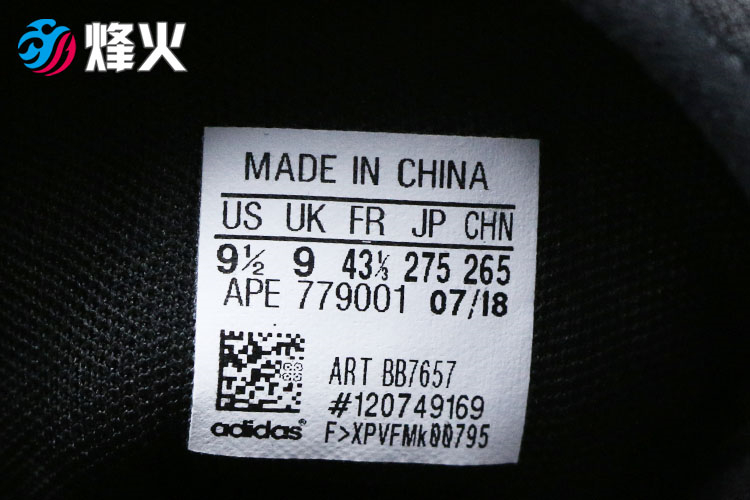 烽火
MADE IN CHINA
US UK FR JP CHN
9½ 9 43⅓ 275 265
APE 779001 07/18
ART BB7657
#120749169
adidas®
F>XPVFMk00795